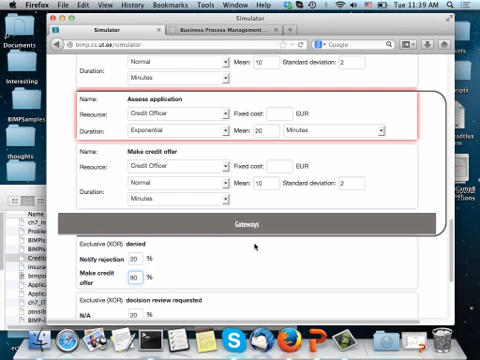 Firefox File Edit View History Bookmarks Tools Window Help
Tue 11:39 AM
Simulator
Simulator
Business Process Management ...
bimp.cs.ut.ee/simulator
Google
Documents
Interesting
BIMPSamples
thoughts
Normal Mean: 10 Standard deviation: 2
Duration:
Minutes
Name: Assess application
Resource: Credit Officer Fixed cost: EUR
Duration: Exponential Mean: 20 Minutes
Name: Make credit offer
Resource: Credit Officer Fixed cost: EUR
Normal Mean: 10 Standard deviation: 2
Duration:
Minutes
Gateways
Exclusive (XOR) denied
Notify rejection 20 %
Make credit offer 80 %
Exclusive (XOR) decision review requested
N/A 20 %
Name